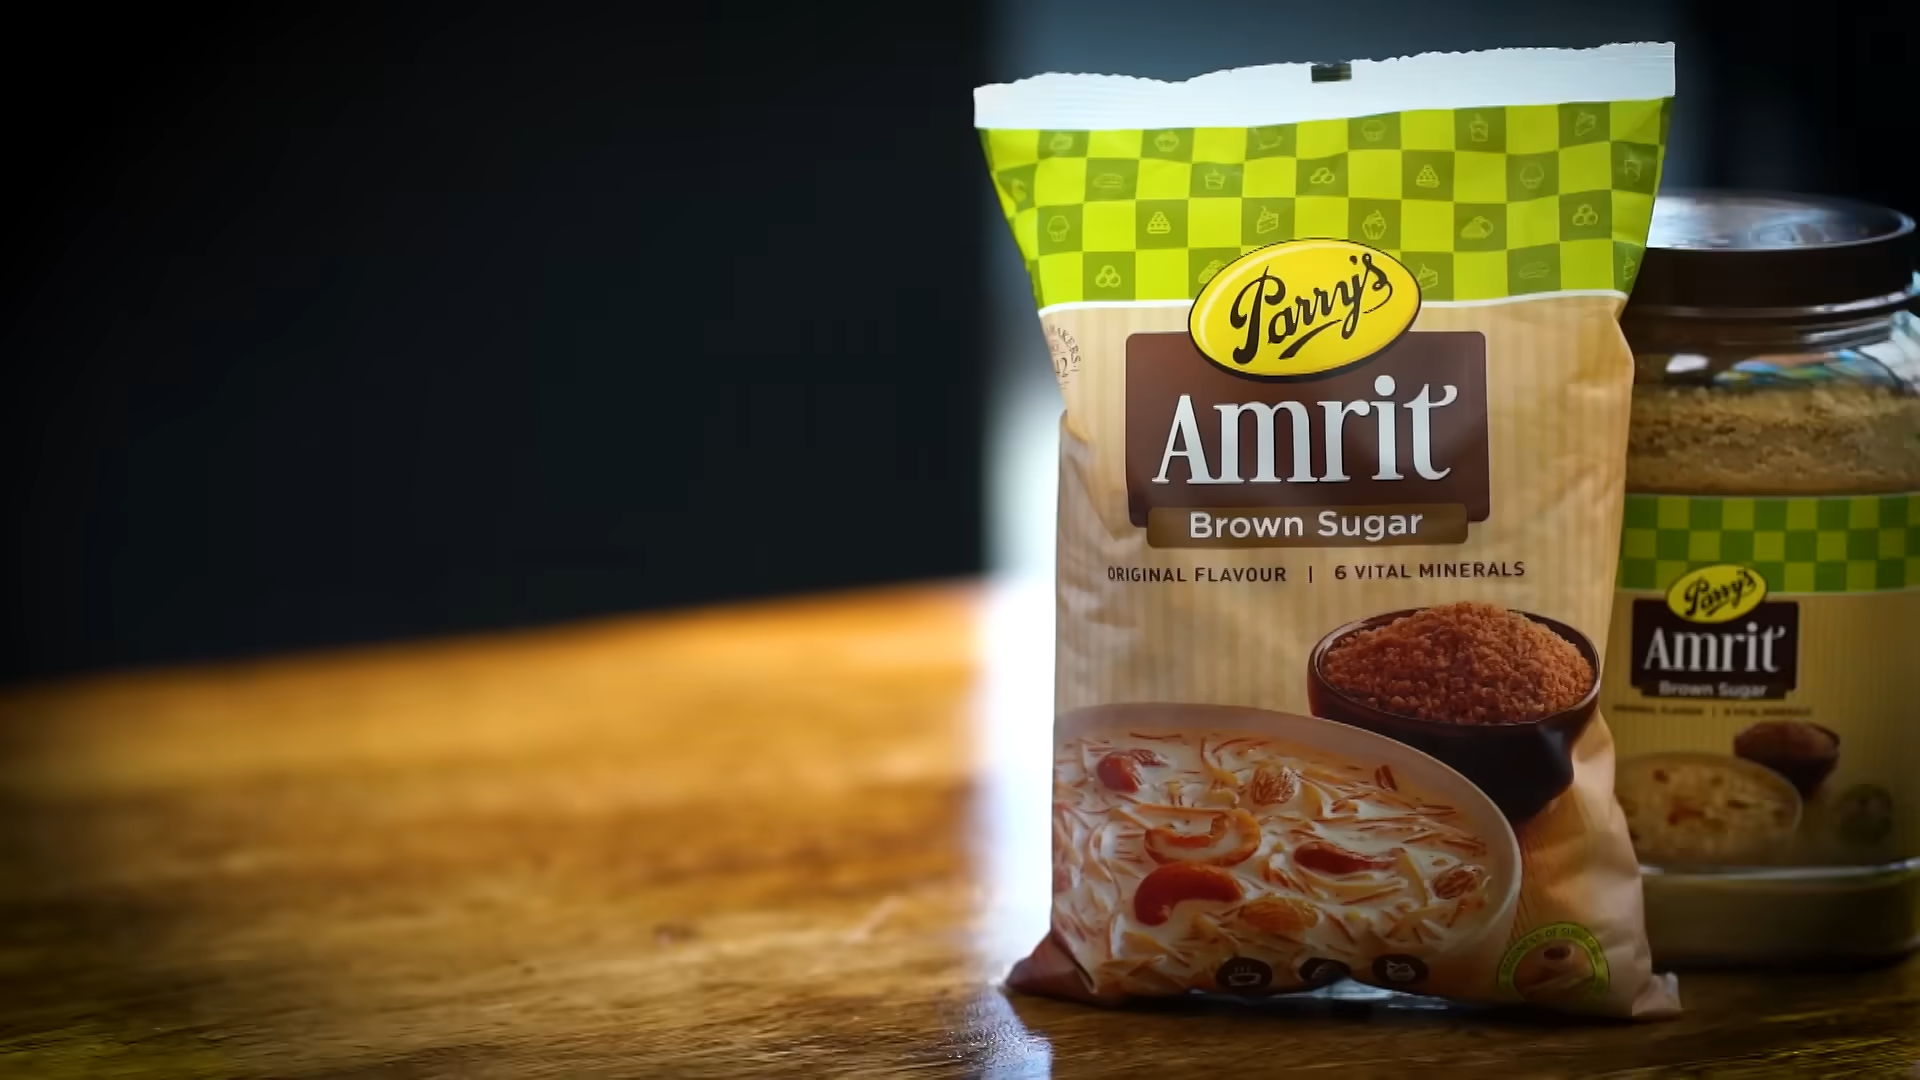 Parry's
Amrit
Brown Sugar
ORIGINAL FLAVOUR | 6 VITAL MINERALS
Parry's
Amrit
Brown Sugar